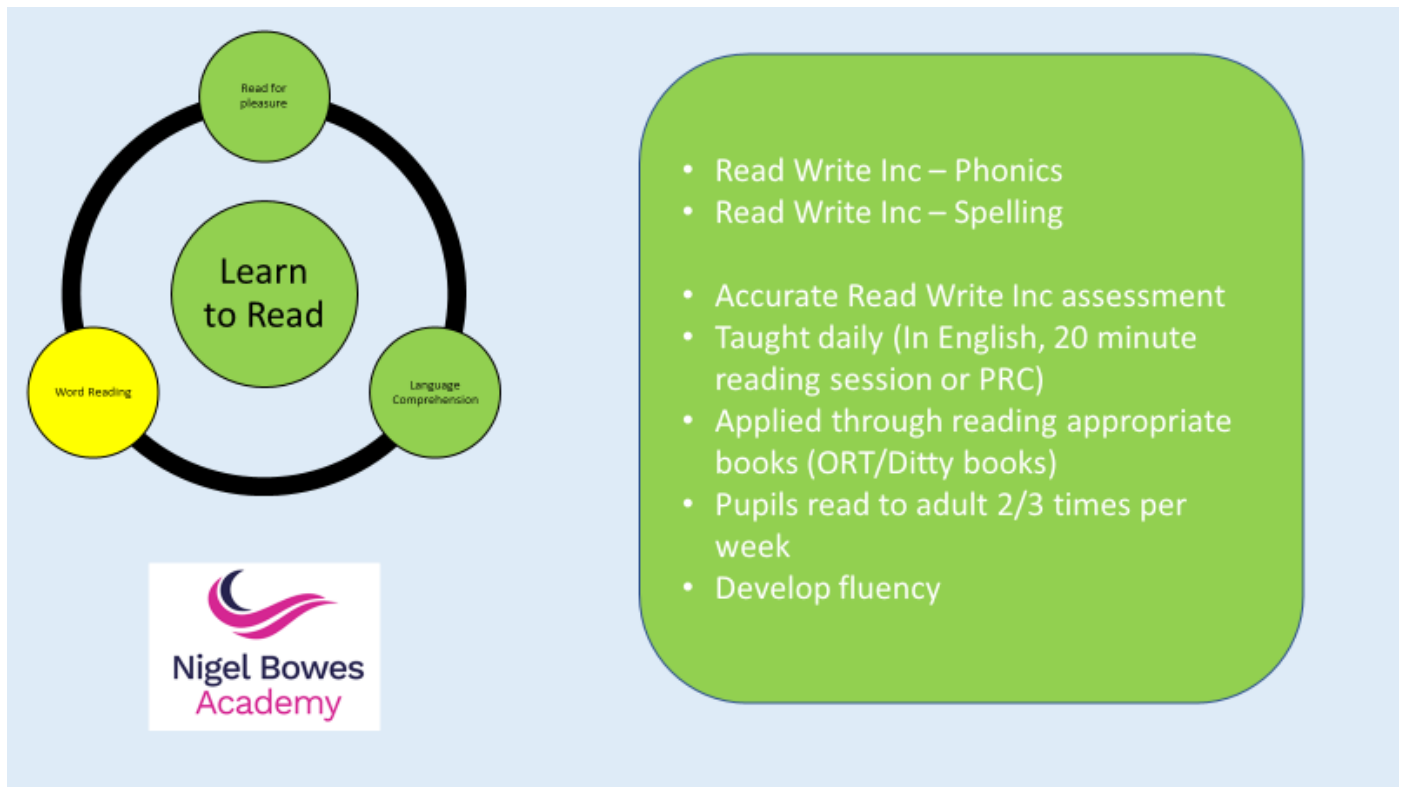 Read for
pleasure
Learn
to Read
Word Reading
Language
Comprehension
Nigel Bowes
Academy
• Read Write Inc – Phonics
• Read Write Inc – Spelling
• Accurate Read Write Inc assessment
• Taught daily (In English, 20 minute
reading session or PRC)
• Applied through reading appropriate
books (ORT/Ditty books)
• Pupils read to adult 2/3 times per
week
• Develop fluency